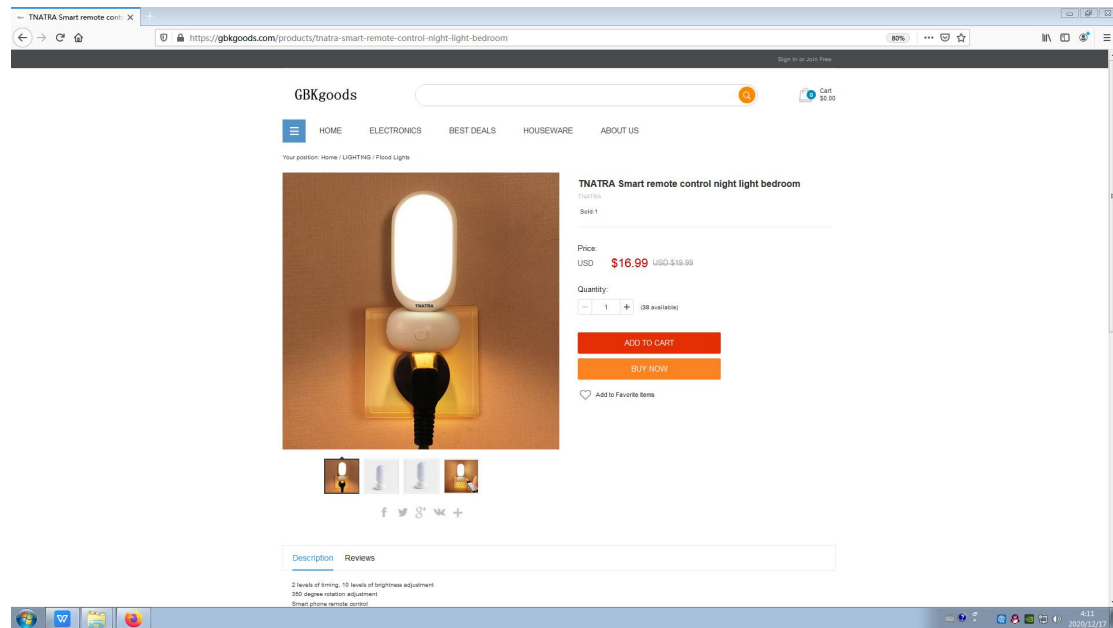 TNATRA Smart remote cont
https://gbkgoods.com/products/tnatra-smart-remote-control-night-light-bedroom
80%
Sign In or Join Free
GBKgoods
0
Cart
$0.00
HOME ELECTRONICS BEST DEALS HOUSEWARE ABOUT US
Your position: Home / LIGHTING / Flood Lights
TNATRA Smart remote control night light bedroom
TNATRA
Sold:1
Price:
USD $16.99 USD $19.99
Quantity:
1 (38 available)
ADD TO CART
BUY NOW
Add to Favorite Items
TNATRA
Description Reviews
2 levels of timing, 10 levels of brightness adjustment
350 degree rotation adjustment
Smart phone remote control
4:11
2020/12/17